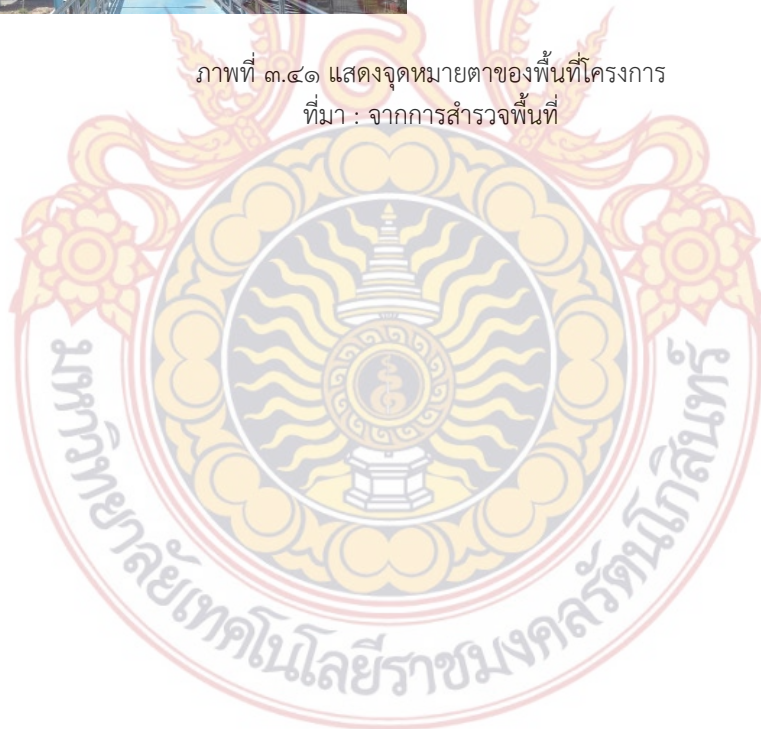 ภาพที่ ๓.๔๑ แสดงจุดหมายตาของพื้นที่โครงการ
ที่มา : จากการสำรวจพื้นที่
มหาวิทยาลัยเทคโนโลยีราชมงคลรัตนโกสินทร์